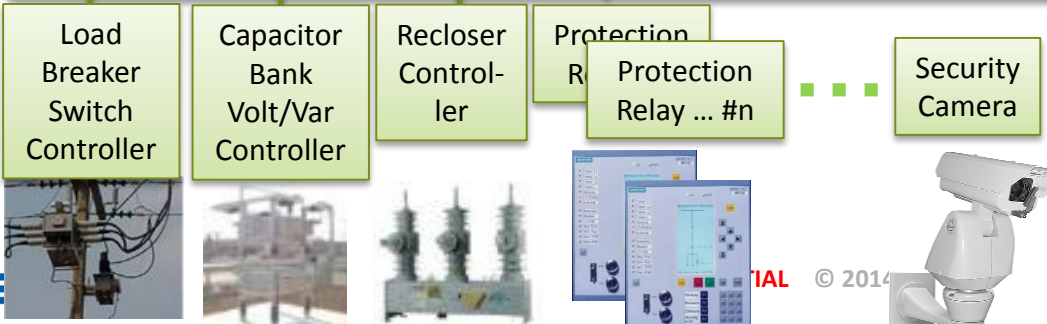 Load
Breaker
Switch
Controller
Capacitor
Bank
Volt/Var
Controller
Recloser
Control-
ler
Protection
Protection
Relay ... #n
Security
Camera
TIAL © 2014